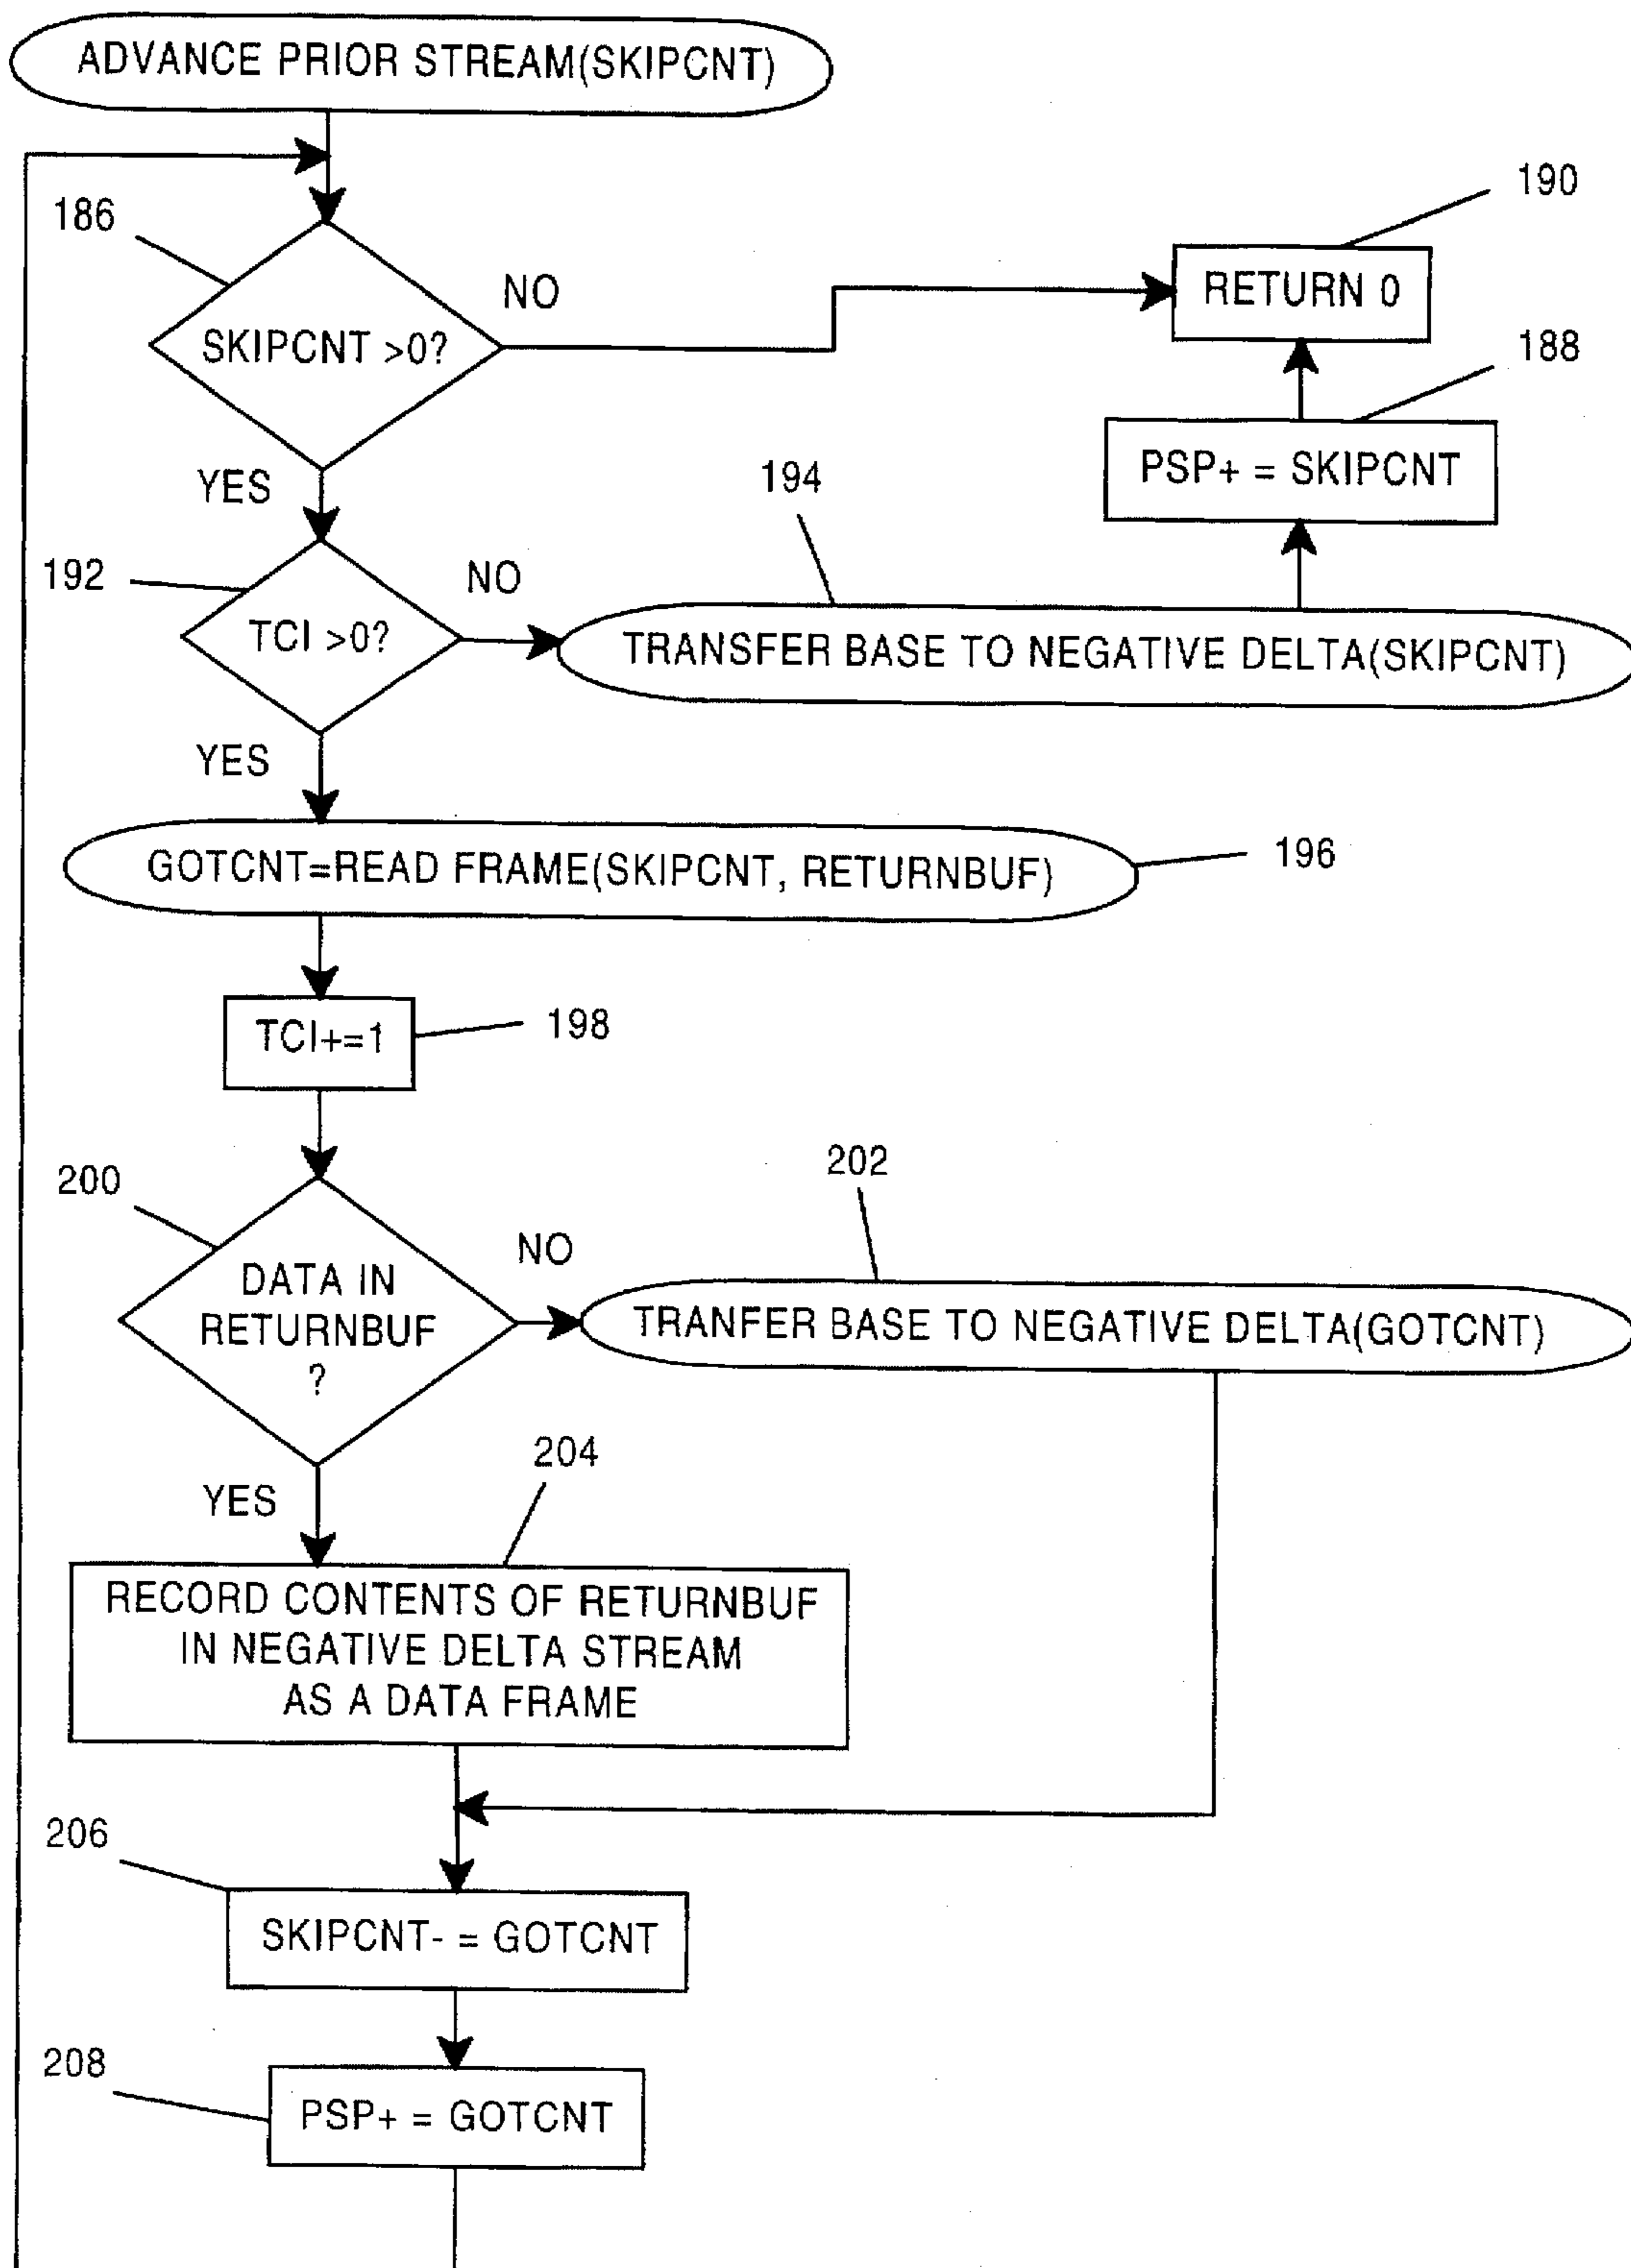 ADVANCE PRIOR STREAM(SKIPCNT)
190
186
NO
RETURN 0
SKIPCNT >0?
188
PSP+ = SKIPCNT
YES
194
192
NO
TCI >0?
TRANSFER BASE TO NEGATIVE DELTA(SKIPCNT)
YES
GOTCNT=READ FRAME(SKIPCNT, RETURNBUF)
196
TCI+=1
198
202
200
NO
DATA IN
RETURNBUF
?
TRANFER BASE TO NEGATIVE DELTA(GOTCNT)
204
YES
RECORD CONTENTS OF RETURNBUF
IN NEGATIVE DELTA STREAM
AS A DATA FRAME
206
SKIPCNT- = GOTCNT
208
PSP+ = GOTCNT